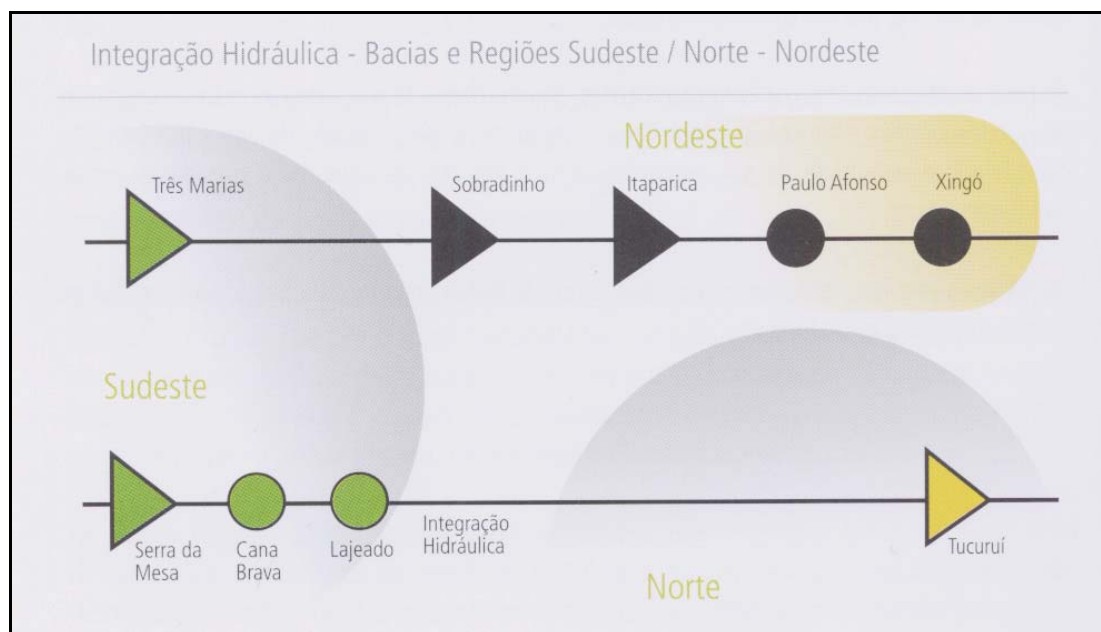 Integração Hidráulica - Bacias e Regiões Sudeste / Norte - Nordeste
Nordeste
Três Marias
Sobradinho
Itaparica
Paulo Afonso
Xingó
Sudeste
Serra da
Mesa
Cana
Brava
Lajeado
Integração
Hidráulica
Tucuruí
Norte